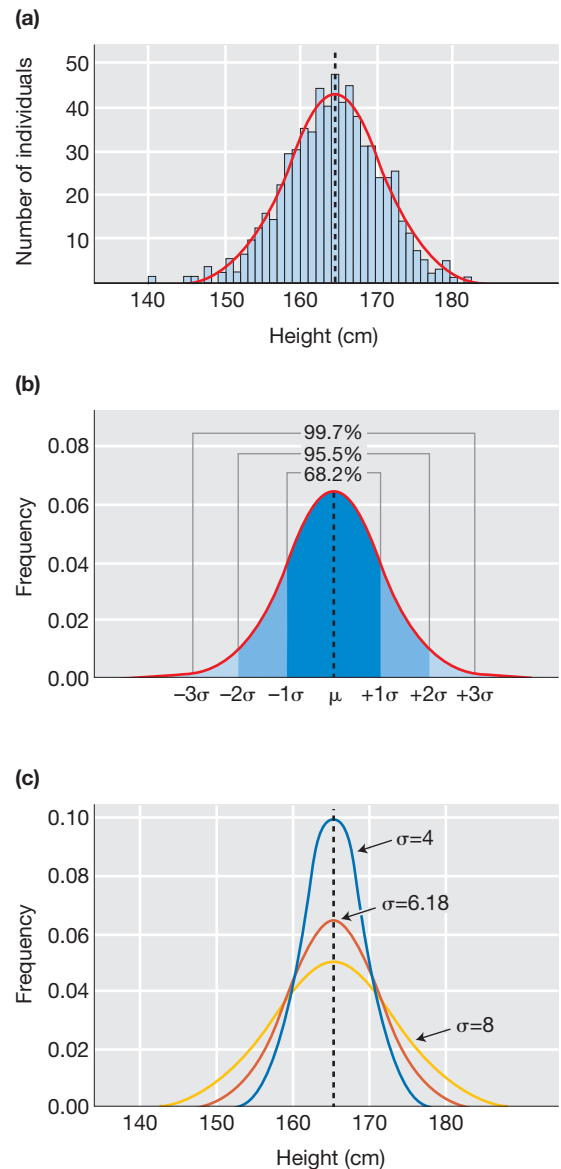 (a)
Number of individuals
50
40
30
20
10
140 150 160 170 180
Height (cm)
(b)
Frequency
0.08
0.06
0.04
0.02
0.00
99.7%
95.5%
68.2%
−3σ −2σ −1σ μ +1σ +2σ +3σ
(c)
Frequency
0.10
0.08
0.06
0.04
0.02
0.00
σ=4
σ=6.18
σ=8
140 150 160 170 180
Height (cm)